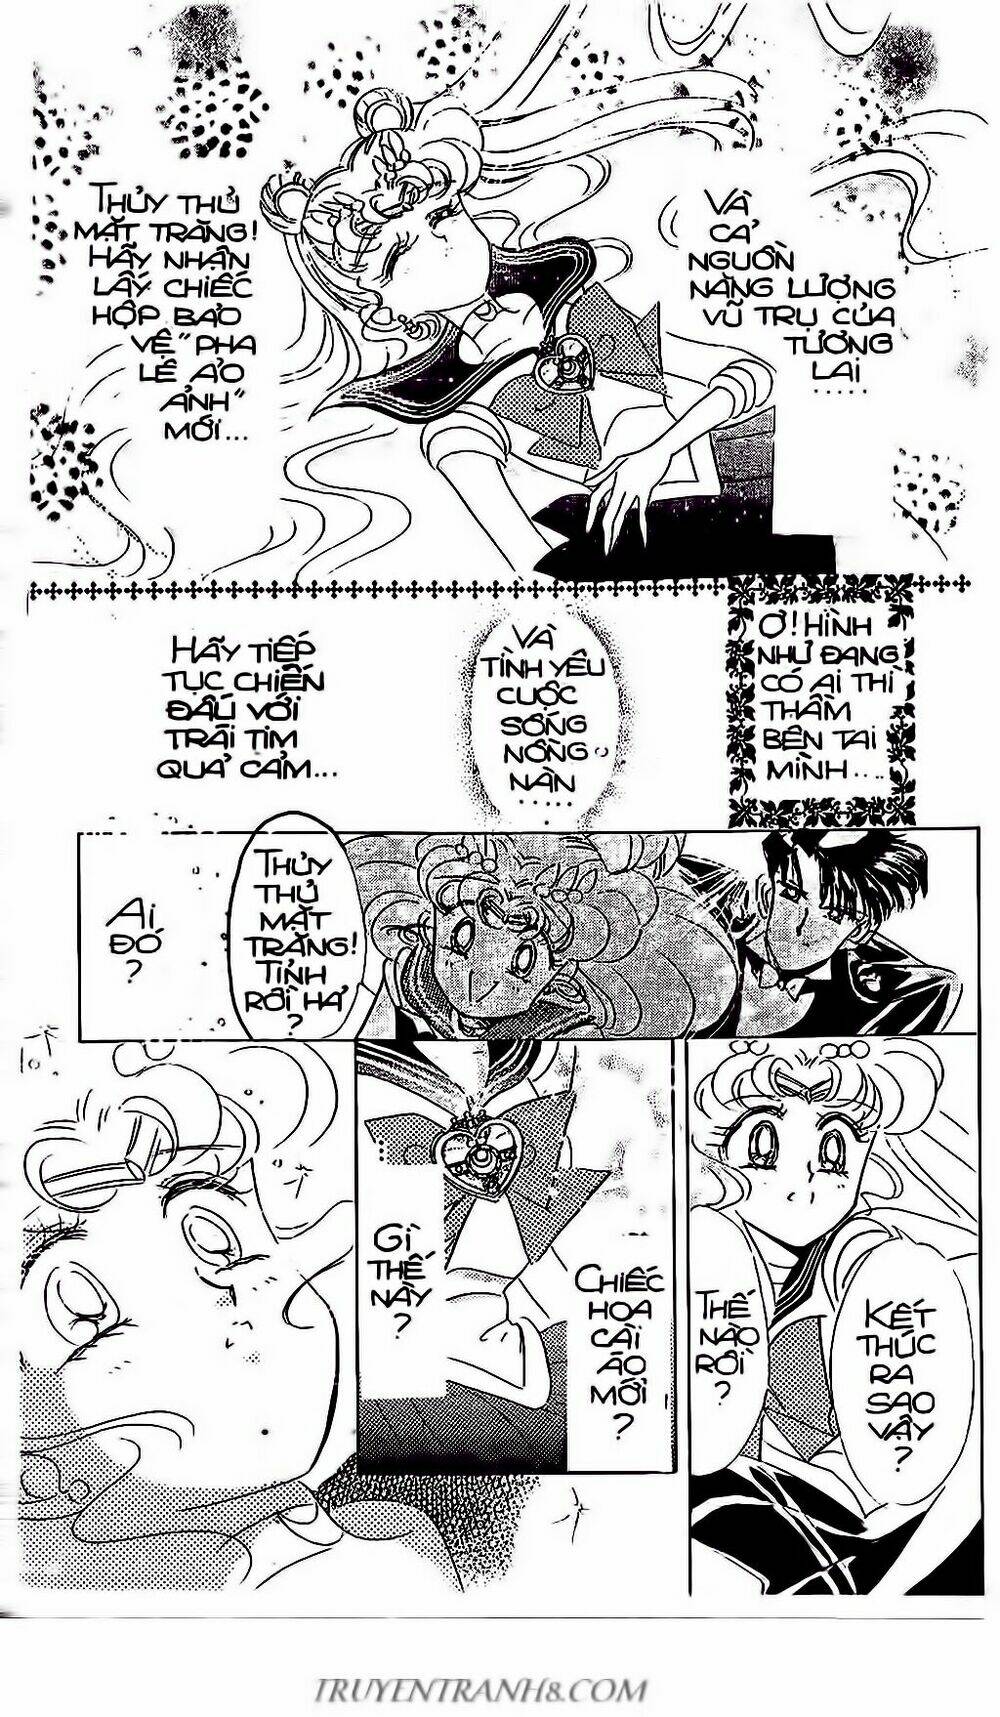 VÀ
CẢ
NGUỒN
NĂNG LƯỢNG
VŨ TRỤ CỦA
TƯƠNG
LAI
.....
THỦY THỦ
MẶT TRĂNG!
HÃY NHẬN
LẤY CHIẾC
HỘP BẢO
VỆ "PHA
LÊ ẢO
ẢNH"
MỚI...
Ơ! HÌNH
NHƯ ĐANG
CÓ AI THÌ
THẦM
BÊN TAI
MÌNH....
VÀ
TÌNH YÊU
CUỘC
SỐNG
NỒNG
NÀN
.....
HÃY TIẾP
TỤC CHIẾN
ĐẤU VỚI
TRÁI TIM
QUẢ CẢM...
THỦY
THỦ
MẶT
TRĂNG!
TỈNH
RỒI HẢ
?
AI
ĐÓ
?
KẾT
THÚC
RA
SAO
VẬY
?
THẾ
NÀO
RỒI
?
CHIẾC
HOA
CÀI
ÁO
MỚI
?
GÌ
THẾ
NÀY
?
TRUYENTRANH8.COM